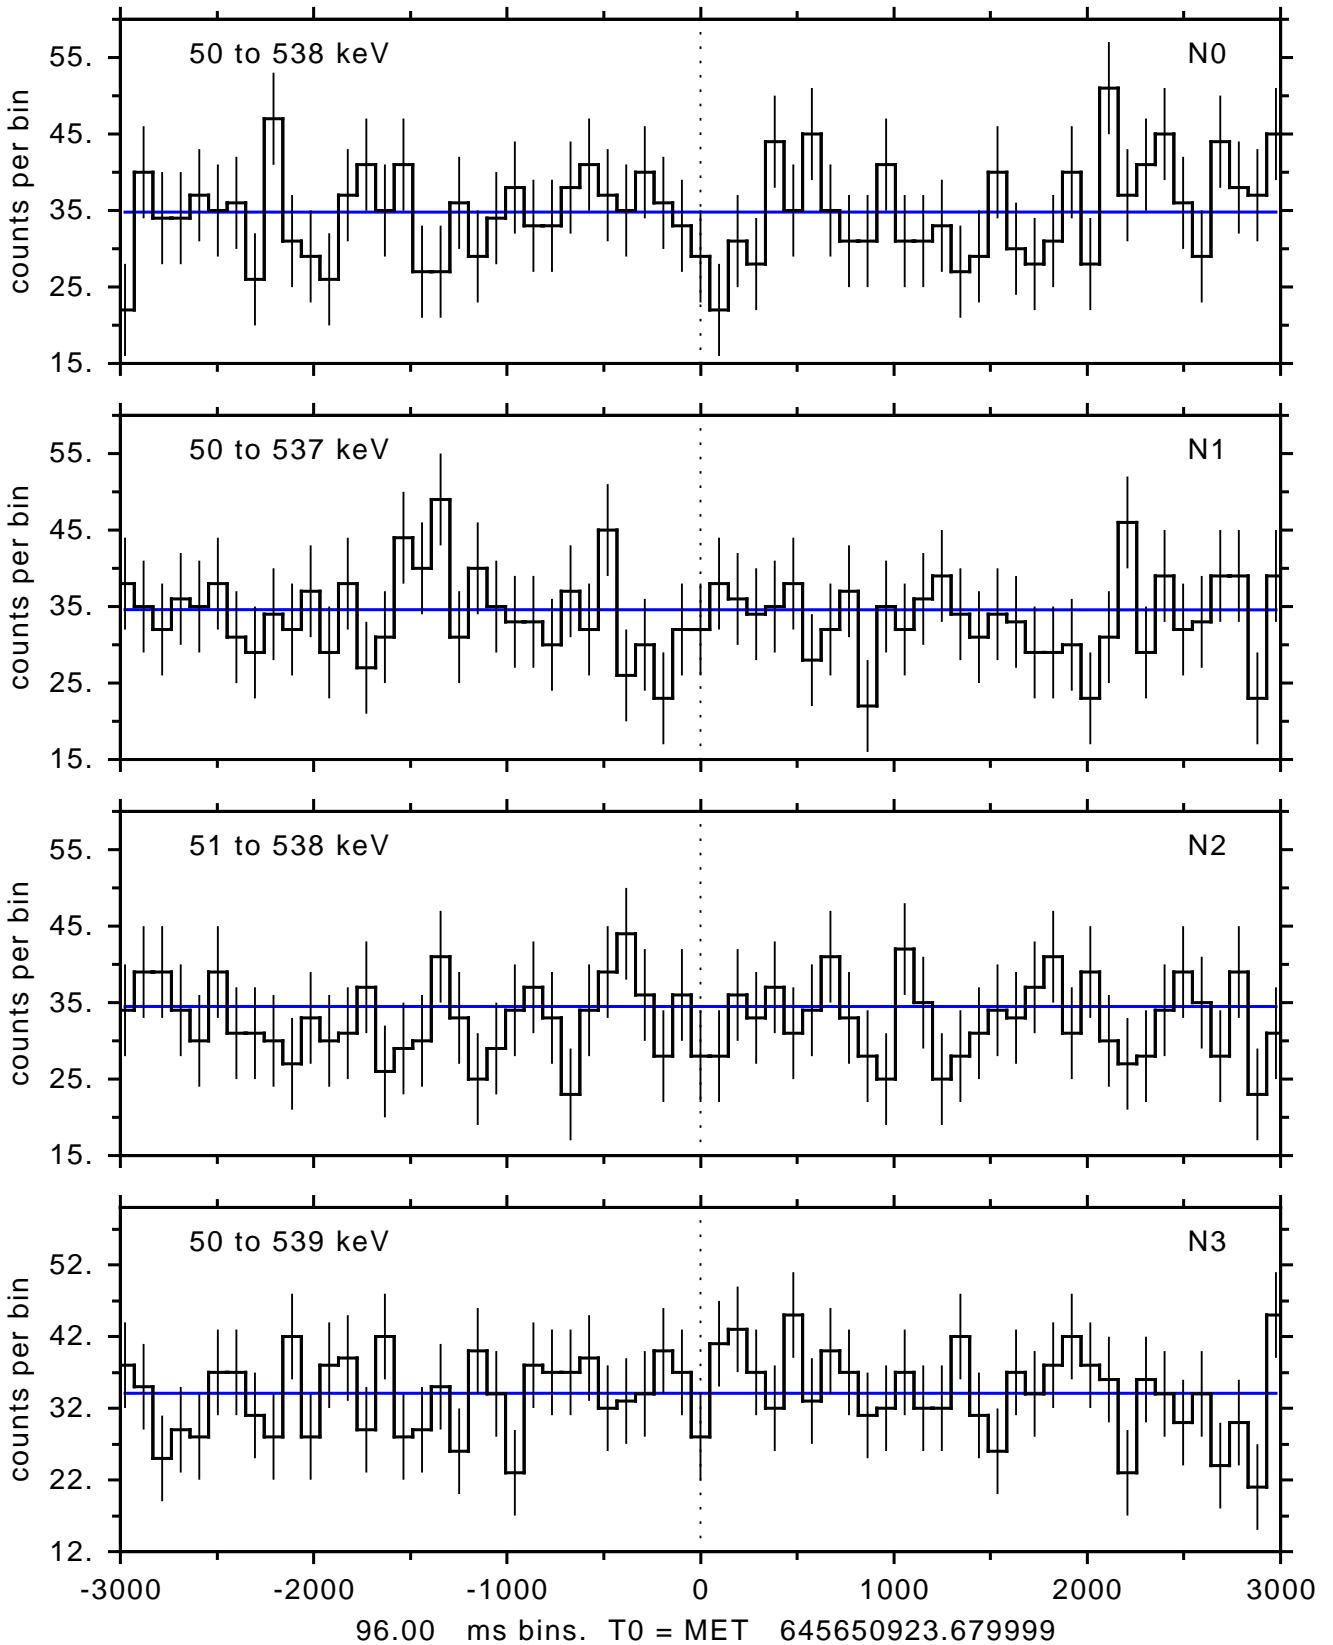 50 to 538 keV N0
55.
45.
35.
25.
15.
counts per bin
50 to 537 keV N1
55.
45.
35.
25.
15.
counts per bin
51 to 538 keV N2
55.
45.
35.
25.
15.
counts per bin
50 to 539 keV N3
52.
42.
32.
22.
12.
counts per bin
-3000 -2000 -1000 0 1000 2000 3000
96.00 ms bins. T0 = MET 645650923.679999